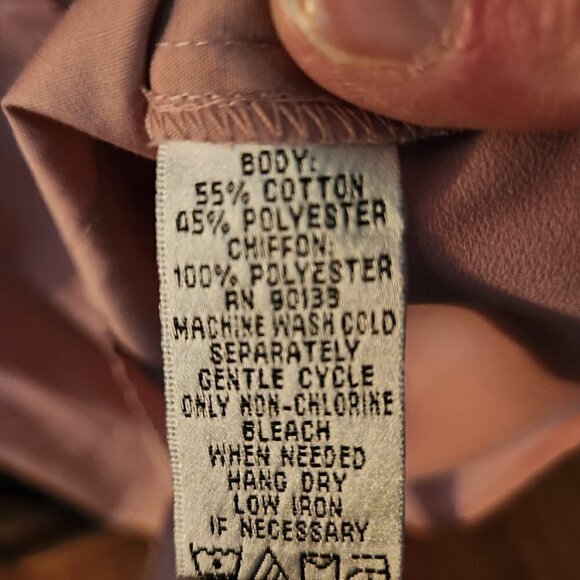 BODY:
55% COTTON
45% POLYESTER
CHIFFON:
100% POLYESTER
RN 90139
MACHINE WASH COLD
SEPARATELY
GENTLE CYCLE
ONLY NON-CHLORINE
BLEACH
WHEN NEEDED
HANG DRY
LOW IRON
IF NECESSARY